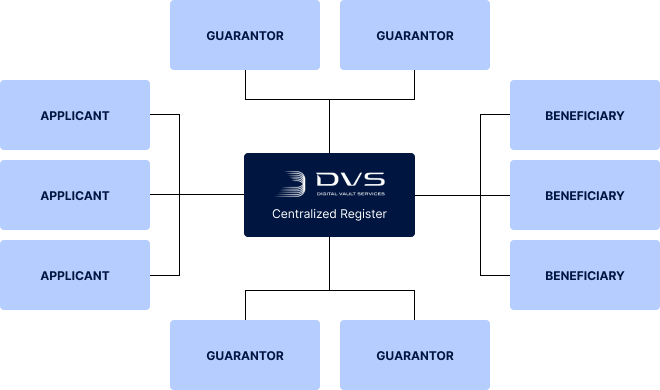 GUARANTOR
GUARANTOR
APPLICANT
BENEFICIARY
DVS
DIGITAL VAULT SERVICES
Centralized Register
APPLICANT
BENEFICIARY
APPLICANT
BENEFICIARY
GUARANTOR
GUARANTOR